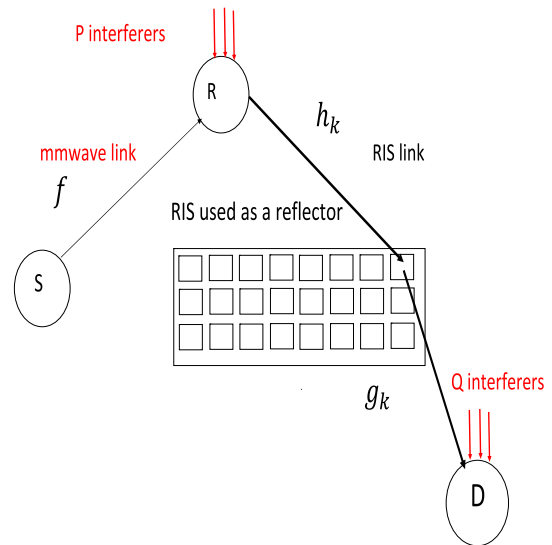 P interferers
R
h_k
mmwave link
RIS link
f
RIS used as a reflector
S
Q interferers
g_k
D